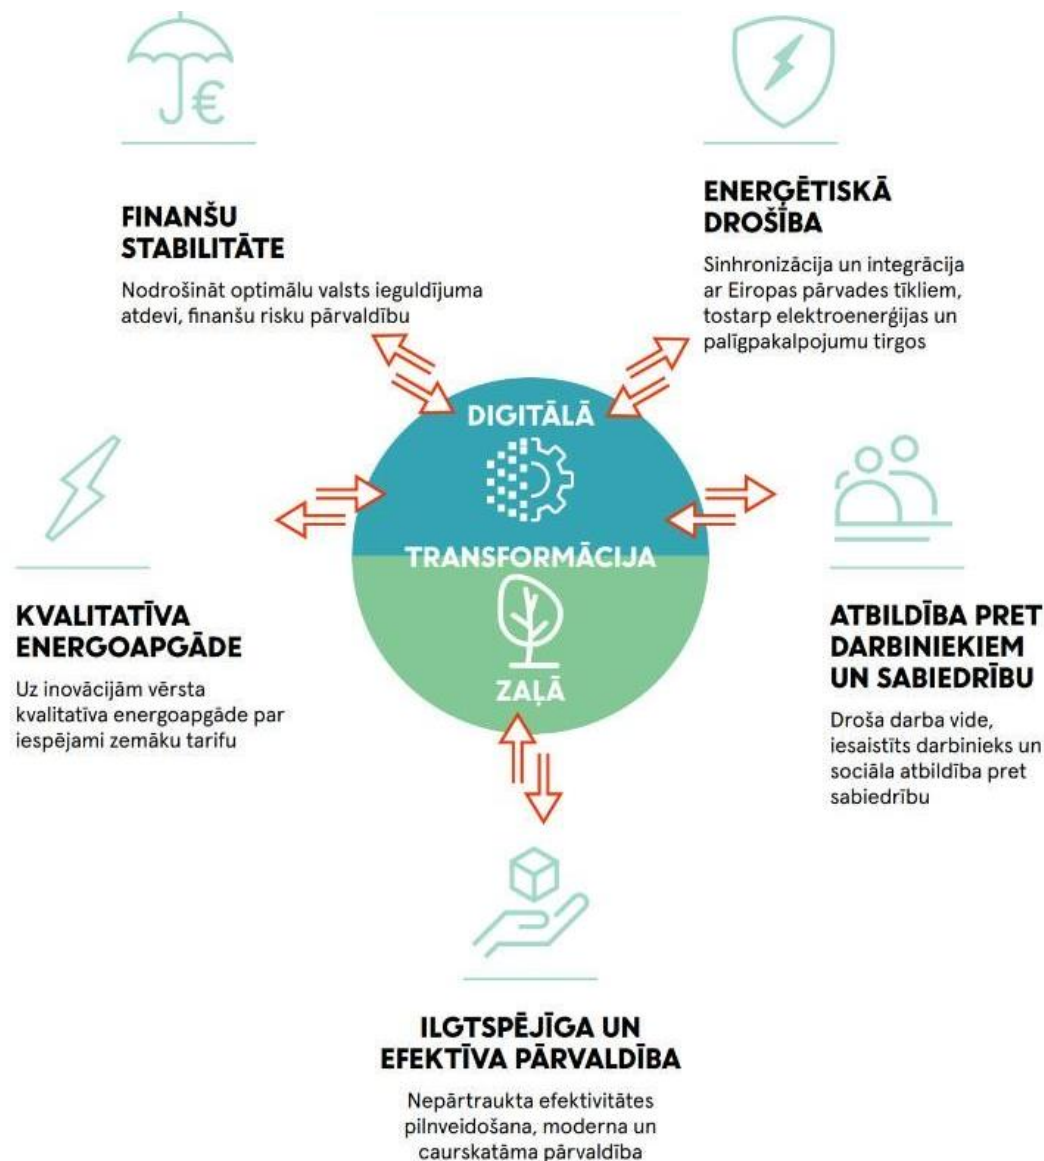 €
FINANŠU
STABILITĀTE
Nodrošināt optimālu valsts ieguldījuma
atdevi, finanšu risku pārvaldību
ENERĢĒTISKĀ
DROŠĪBA
Sinhronizācija un integrācija
ar Eiropas pārvades tīkliem,
tostarp elektroenerģijas un
palīgpakalpojumu tirgos
DIGITĀLĀ
TRANSFORMĀCIJA
ZAĻĀ
KVALITATĪVA
ENERGOAPGĀDE
Uz inovācijām vērsta
kvalitatīva energoapgāde par
iespējami zemāku tarifu
ATBILDĪBA PRET
DARBINIEKIEM
UN SABIEDRĪBU
Droša darba vide,
iesaistīts darbinieks un
sociāla atbildība pret
sabiedrību
ILGTSPĒJĪGA UN
EFEKTĪVA PĀRVALDĪBA
Nepārtraukta efektivitātes
pilnveidošana, moderna un
caurskatāma pārvaldība